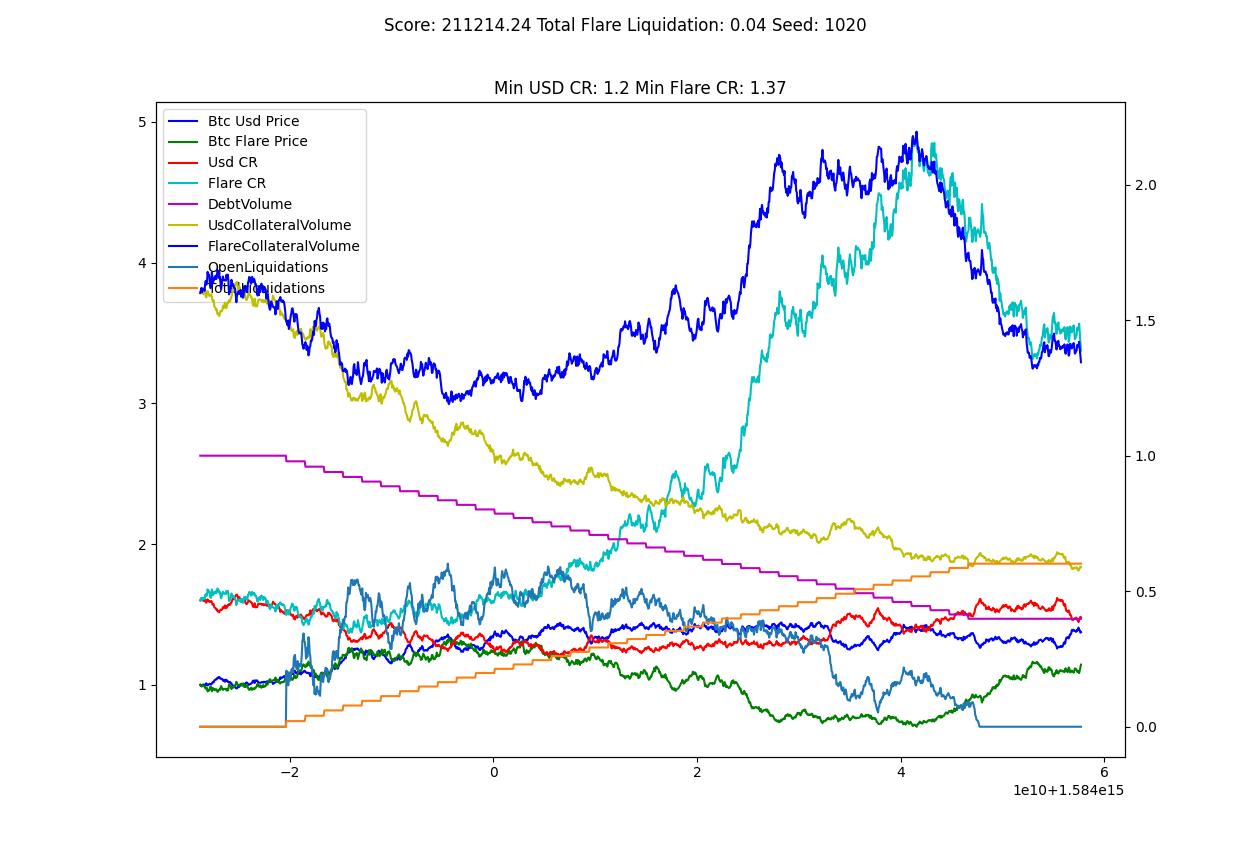 Score: 211214.24 Total Flare Liquidation: 0.04 Seed: 1020
Min USD CR: 1.2 Min Flare CR: 1.37
Btc Usd Price
Btc Flare Price
Usd CR
Flare CR
DebtVolume
UsdCollateralVolume
FlareCollateralVolume
OpenLiquidations
TotalLiquidations
5
4
3
2
1
2.0
1.5
1.0
0.5
0.0
−2 0 2 4 6
1e10+1.584e15